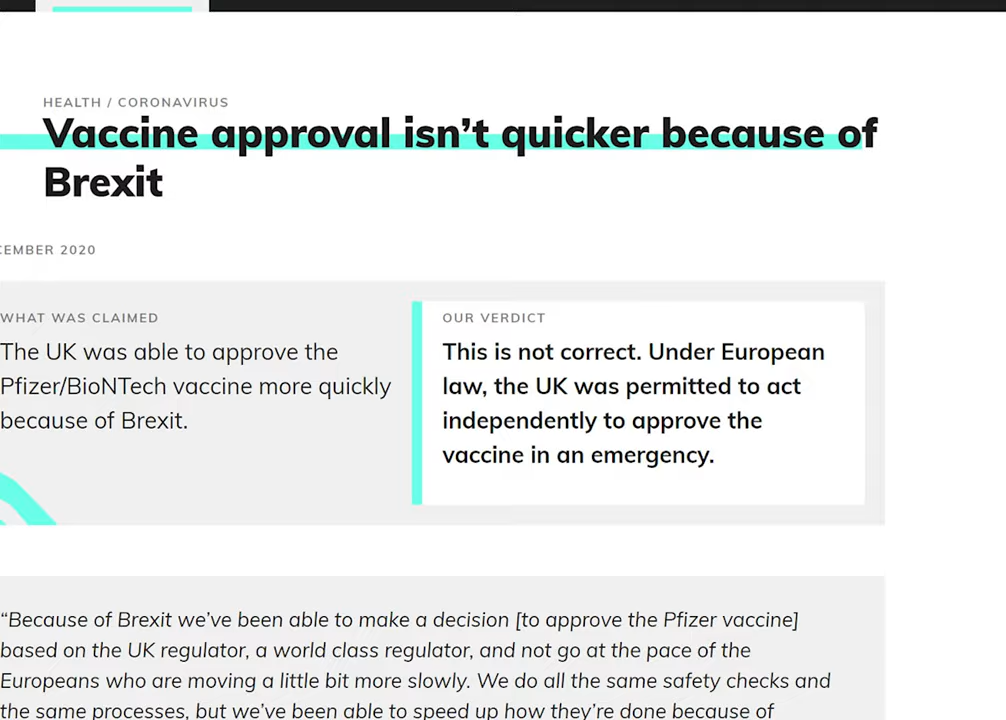 HEALTH / CORONAVIRUS
Vaccine approval isn’t quicker because of
Brexit
CEMBER 2020
WHAT WAS CLAIMED
The UK was able to approve the
Pfizer/BioNTech vaccine more quickly
because of Brexit.
OUR VERDICT
This is not correct. Under European
law, the UK was permitted to act
independently to approve the
vaccine in an emergency.
“Because of Brexit we’ve been able to make a decision [to approve the Pfizer vaccine]
based on the UK regulator, a world class regulator, and not go at the pace of the
Europeans who are moving a little bit more slowly. We do all the same safety checks and
the same processes, but we’ve been able to speed up how they’re done because of